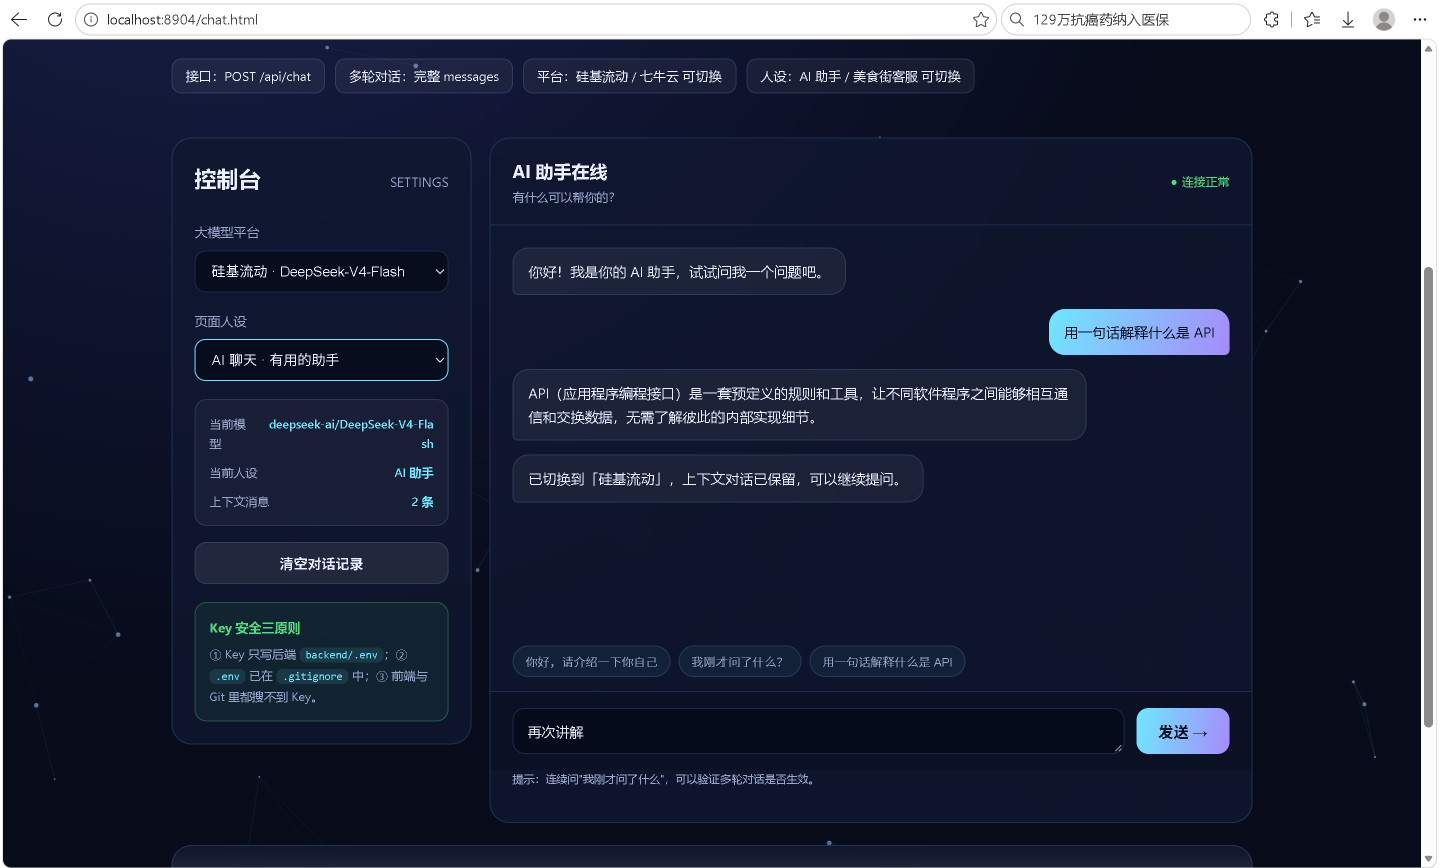 localhost:8904/chat.html
129万抗癌药纳入医保
接口：POST /api/chat
多轮对话：完整 messages
平台：硅基流动 / 七牛云 可切换
人设：AI 助手 / 美食街客服 可切换
控制台
SETTINGS
大模型平台
硅基流动 · DeepSeek-V4-Flash
页面人设
AI 聊天 · 有用的助手
当前模型
deepseek-ai/DeepSeek-V4-Flash
当前人设
AI 助手
上下文消息
2 条
清空对话记录
Key 安全三原则
① Key 只写后端 backend/.env；②
.env 已在 .gitignore 中；③ 前端与
Git 里都搜不到 Key。
AI 助手在线
有什么可以帮你的？
连接正常
你好！我是你的 AI 助手，试试问我一个问题吧。
用一句话解释什么是 API
API（应用程序编程接口）是一套预定义的规则和工具，让不同软件程序之间能够相互通
信和交换数据，无需了解彼此的内部实现细节。
已切换到「硅基流动」，上下文对话已保留，可以继续提问。
你好，请介绍一下你自己
我刚才问了什么？
用一句话解释什么是 API
再次讲解
发送 →
提示：连续问"我刚才问了什么"，可以验证多轮对话是否生效。